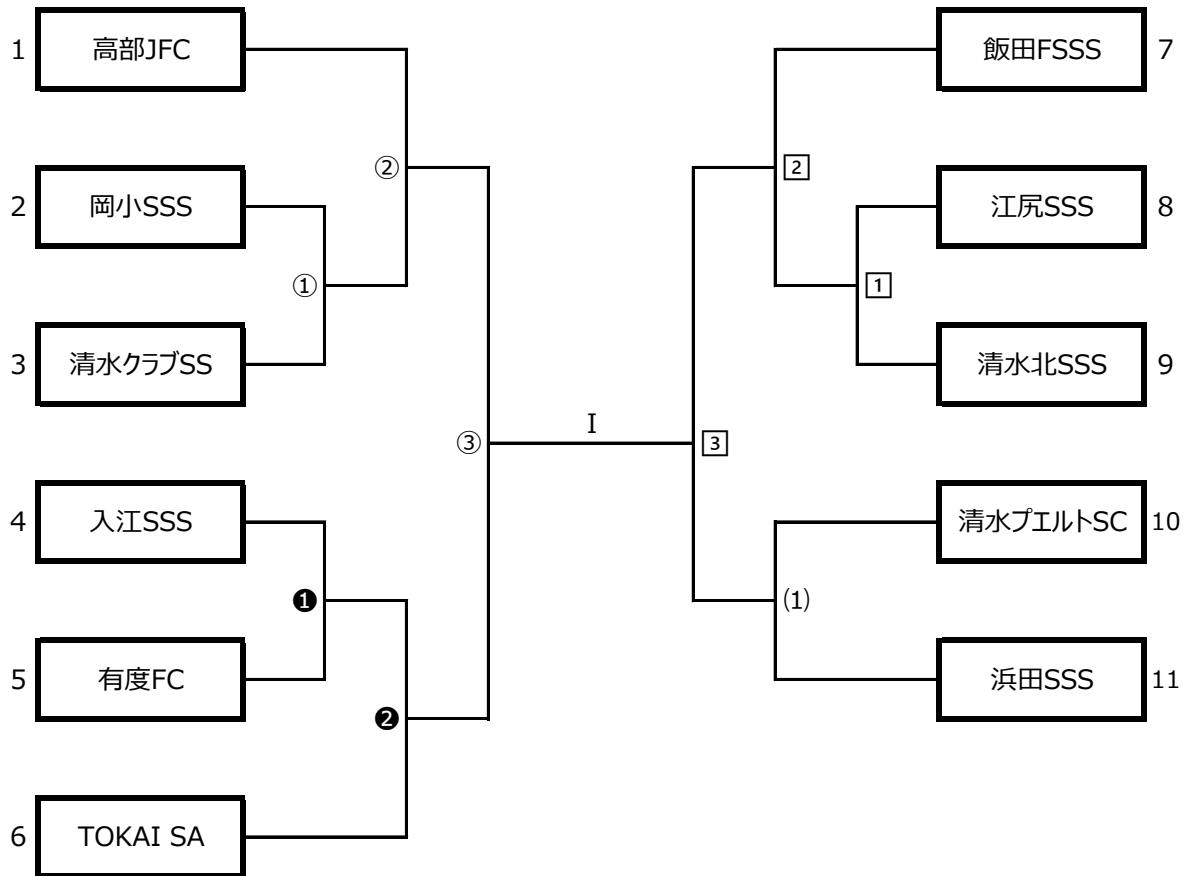 1 高部JFC
飯田FSSS 7
②
2
2 岡小SSS
江尻SSS 8
①
1
3 清水クラブSS
清水北SSS 9
I
③
3
4 入江SSS
清水プエルトSC 10
❶
(1)
5 有度FC
浜田SSS 11
❷
6 TOKAI SA